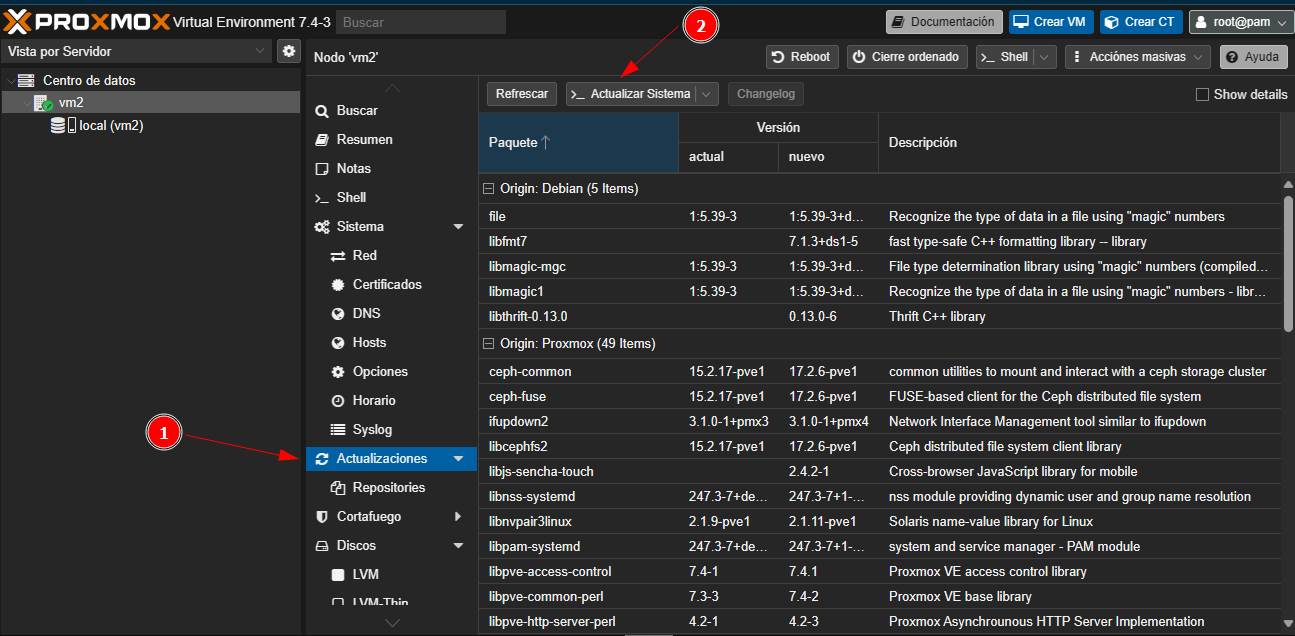 PROXMOX Virtual Environment 7.4-3 Buscar Documentación Crear VM Crear CT root@pam
2
Vista por Servidor
Nodo 'vm2' Reboot Cierre ordenado Shell Acciónes masivas Ayuda
Centro de datos
vm2
local (vm2)
Buscar
Resumen
Notas
Shell
Sistema
Red
Certificados
DNS
Hosts
Opciones
Horario
Syslog
1
Actualizaciones
Repositories
Cortafuego
Discos
LVM
LVM-Thin
Refrescar Actualizar Sistema Changelog Show details
Paquete Versión Descripción
actual nuevo
Origin: Debian (5 Items)
file 1:5.39-3 1:5.39-3+d... Recognize the type of data in a file using "magic" numbers
libfmt7 7.1.3+ds1-5 fast type-safe C++ formatting library -- library
libmagic-mgc 1:5.39-3 1:5.39-3+d... File type determination library using "magic" numbers (compiled...
libmagic1 1:5.39-3 1:5.39-3+d... Recognize the type of data in a file using "magic" numbers - libr...
libthrift-0.13.0 0.13.0-6 Thrift C++ library
Origin: Proxmox (49 Items)
ceph-common 15.2.17-pve1 17.2.6-pve1 common utilities to mount and interact with a ceph storage cluster
ceph-fuse 15.2.17-pve1 17.2.6-pve1 FUSE-based client for the Ceph distributed file system
ifupdown2 3.1.0-1+pmx3 3.1.0-1+pmx4 Network Interface Management tool similar to ifupdown
libcephfs2 15.2.17-pve1 17.2.6-pve1 Ceph distributed file system client library
libjs-sencha-touch 2.4.2-1 Cross-browser JavaScript library for mobile
libnss-systemd 247.3-7+de... 247.3-7+1-... nss module providing dynamic user and group name resolution
libnvpair3linux 2.1.9-pve1 2.1.11-pve1 Solaris name-value library for Linux
libpam-systemd 247.3-7+de... 247.3-7+1-... system and service manager - PAM module
libpve-access-control 7.4-1 7.4.1 Proxmox VE access control library
libpve-common-perl 7.3-3 7.4-2 Proxmox VE base library
libpve-http-server-perl 4.2-1 4.2-3 Proxmox Asynchrounous HTTP Server Implementation